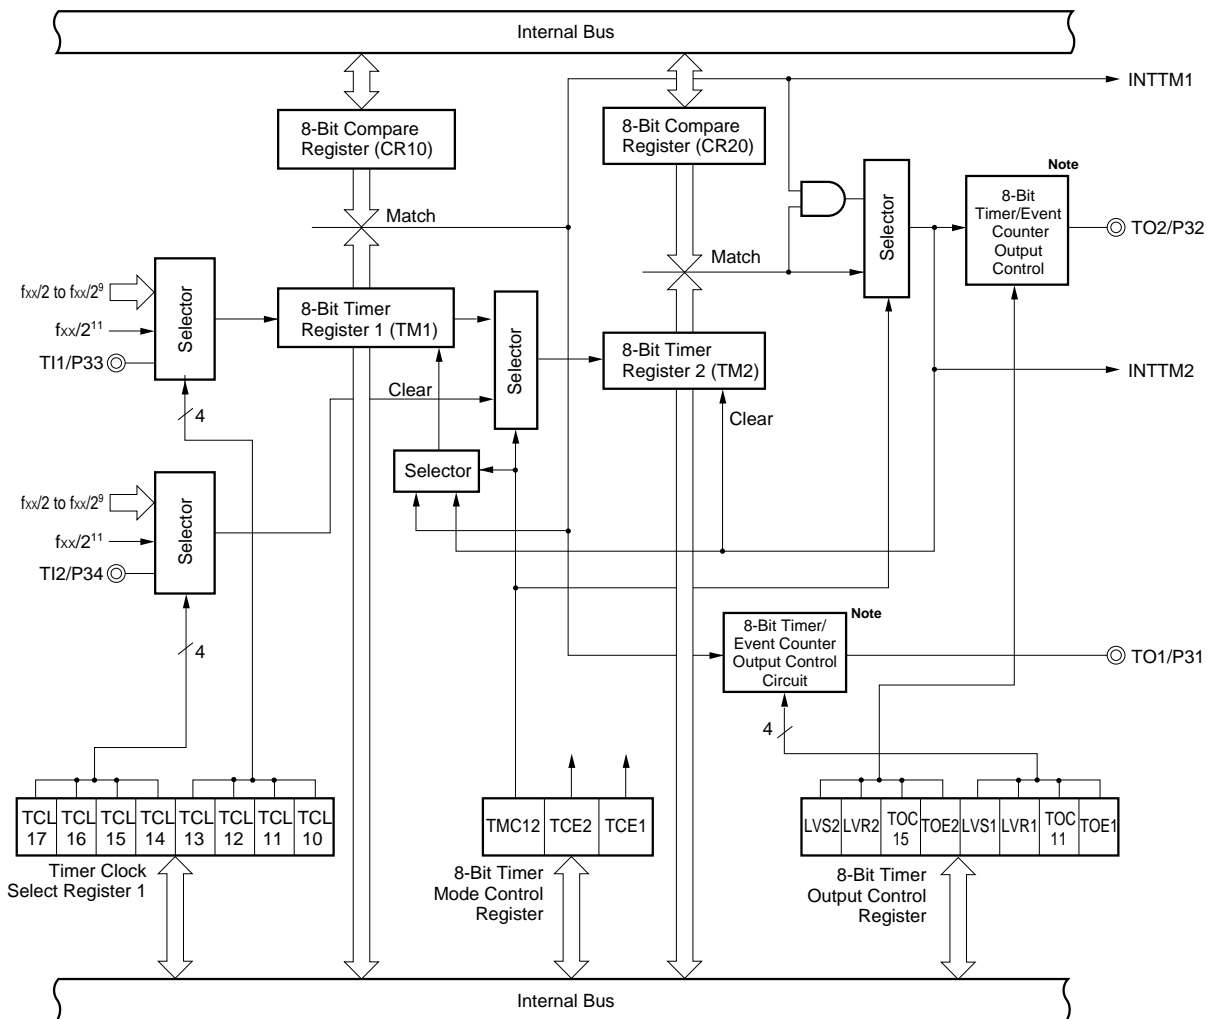 Internal Bus
INTTM1
8-Bit Compare
Register (CR10)
8-Bit Compare
Register (CR20)
Note
Match
Selector
8-Bit
Timer/Event
Counter
Output
Control
TO2/P32
Match
fxx/2 to fxx/2⁹
fxx/2¹¹
TI1/P33
Selector
8-Bit Timer
Register 1 (TM1)
Selector
8-Bit Timer
Register 2 (TM2)
INTTM2
4
Clear
Clear
Selector
fxx/2 to fxx/2⁹
fxx/2¹¹
TI2/P34
Selector
4
Note
8-Bit Timer/
Event Counter
Output Control
Circuit
TO1/P31
4
TCL
17
TCL
16
TCL
15
TCL
14
TCL
13
TCL
12
TCL
11
TCL
10
TMC12
TCE2
TCE1
LVS2
LVR2
TOC
15
TOE2
LVS1
LVR1
TOC
11
TOE1
Timer Clock
Select Register 1
8-Bit Timer
Mode Control
Register
8-Bit Timer
Output Control
Register
Internal Bus